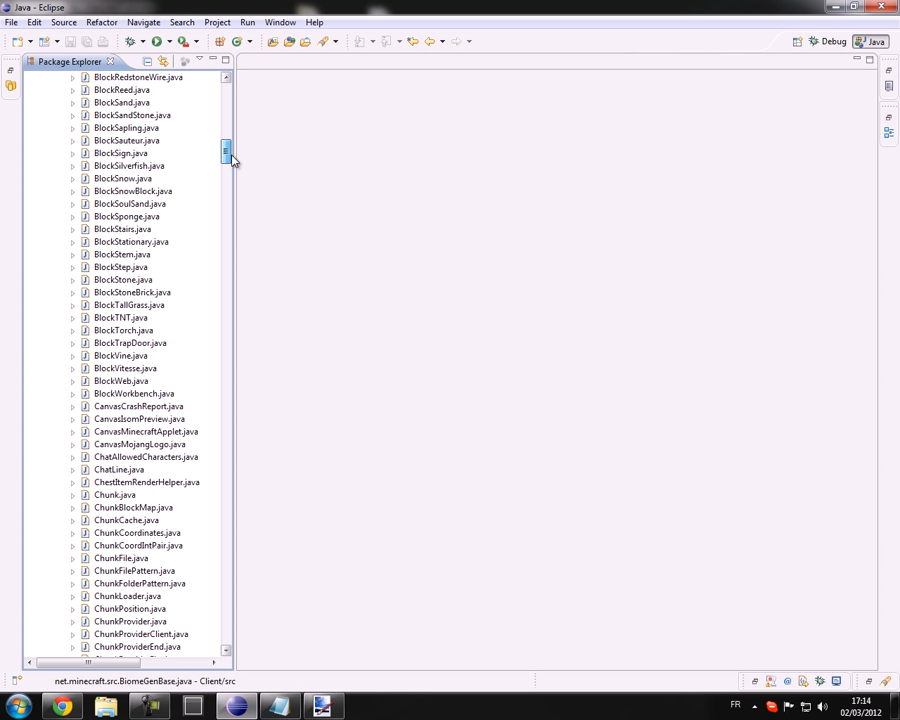 Java - Eclipse
File Edit Source Refactor Navigate Search Project Run Window Help
Debug Java
Package Explorer
BlockRedstoneWire.java
BlockReed.java
BlockSand.java
BlockSandStone.java
BlockSapling.java
BlockSauteur.java
BlockSign.java
BlockSilverfish.java
BlockSnow.java
BlockSnowBlock.java
BlockSoulSand.java
BlockSponge.java
BlockStairs.java
BlockStationary.java
BlockStem.java
BlockStep.java
BlockStone.java
BlockStoneBrick.java
BlockTallGrass.java
BlockTNT.java
BlockTorch.java
BlockTrapDoor.java
BlockVine.java
BlockVitesse.java
BlockWeb.java
BlockWorkbench.java
CanvasCrashReport.java
CanvasIsomPreview.java
CanvasMinecraftApplet.java
CanvasMojangLogo.java
ChatAllowedCharacters.java
ChatLine.java
ChestItemRenderHelper.java
Chunk.java
ChunkBlockMap.java
ChunkCache.java
ChunkCoordinates.java
ChunkCoordIntPair.java
ChunkFile.java
ChunkFilePattern.java
ChunkFolderPattern.java
ChunkLoader.java
ChunkPosition.java
ChunkProvider.java
ChunkProviderClient.java
ChunkProviderEnd.java
net.minecraft.src.BiomeGenBase.java - Client/src
FR
17:14
02/03/2012